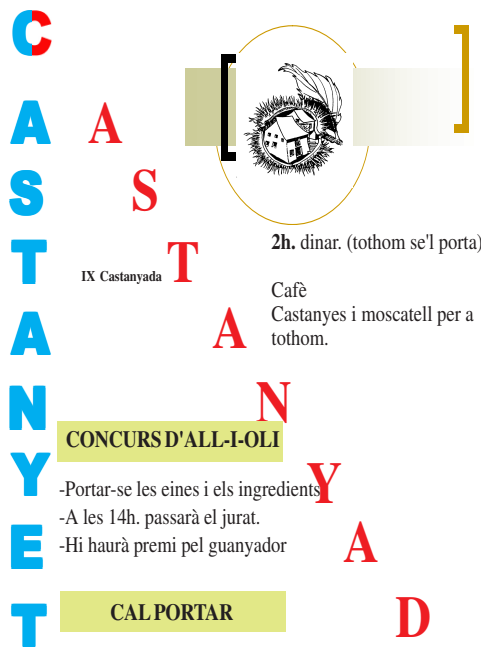 CASTANYET
CASTANYAD
2h. dinar. (tothom se'l porta)
IX Castanyada
Cafè
Castanyes i moscatell per a
tothom.
CONCURS D'ALL-I-OLI
-Portar-se les eines i els ingredients
-A les 14h. passarà el jurat.
-Hi haurà premi pel guanyador
CAL PORTAR